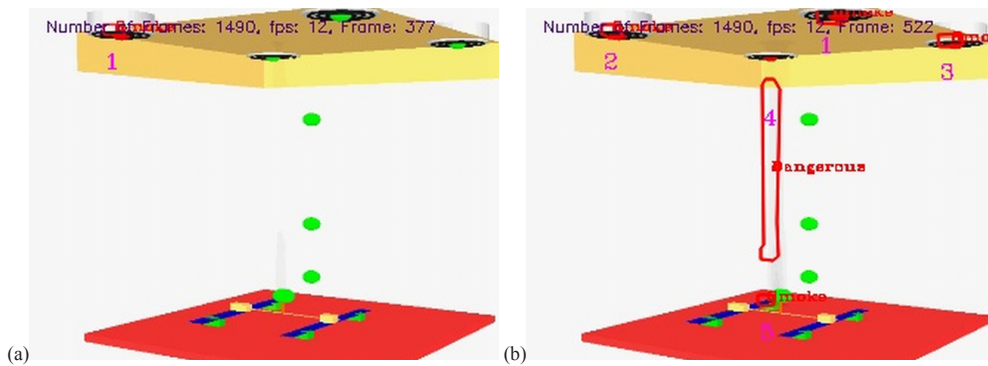 Number of Frames: 1490, fps: 12, Frame: 377
1
(a)
Number of Frames: 1490, fps: 12, Frame: 522
1
2
3
4
Dangerous
Smoke
5
(b)